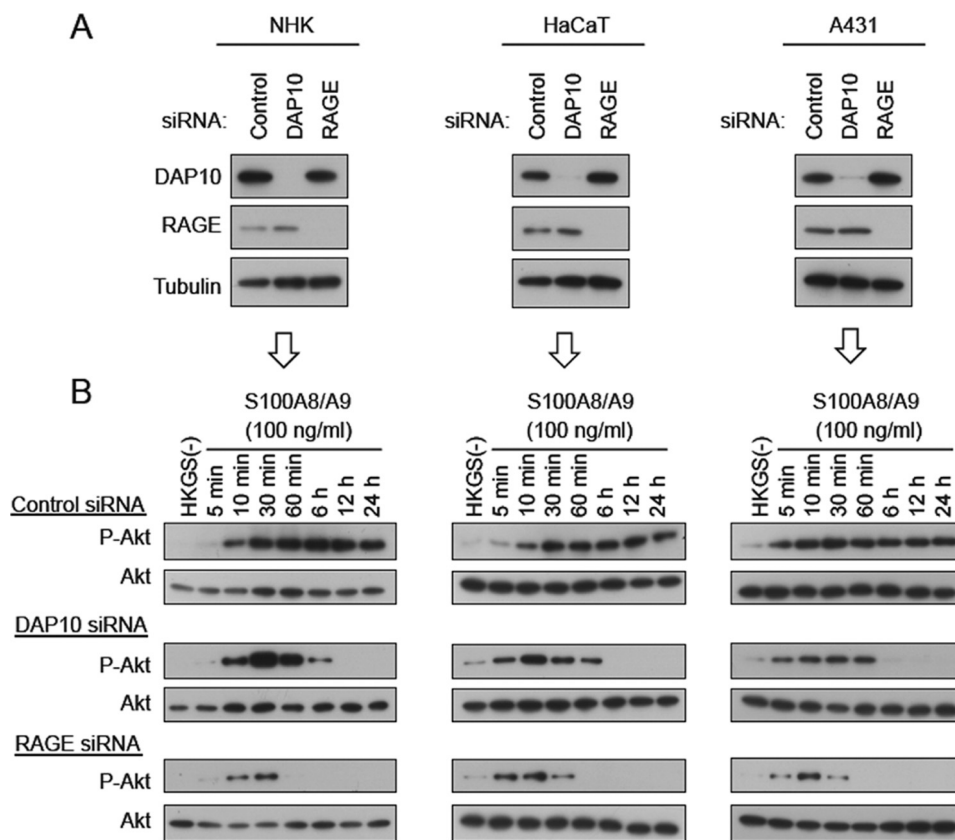 A
NHK HaCaT A431
siRNA: Control DAP10 RAGE siRNA: Control DAP10 RAGE siRNA: Control DAP10 RAGE
DAP10
RAGE
Tubulin
B
S100A8/A9 S100A8/A9 S100A8/A9
(100 ng/ml) (100 ng/ml) (100 ng/ml)
HKGS(-) 5 min 10 min 30 min 60 min 6 h 12 h 24 h HKGS(-) 5 min 10 min 30 min 60 min 6 h 12 h 24 h HKGS(-) 5 min 10 min 30 min 60 min 6 h 12 h 24 h
Control siRNA
P-Akt
Akt
DAP10 siRNA
P-Akt
Akt
RAGE siRNA
P-Akt
Akt